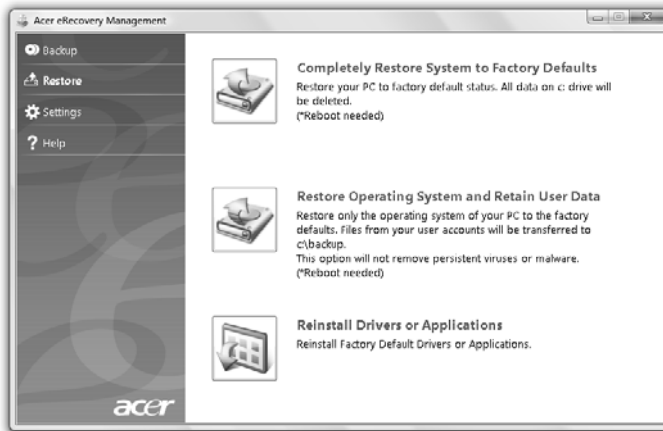 Acer eRecovery Management
Backup
Restore
Settings
? Help
Completely Restore System to Factory Defaults
Restore your PC to factory default status. All data on c: drive will
be deleted.
(*Reboot needed)
Restore Operating System and Retain User Data
Restore only the operating system of your PC to the factory
defaults. Files from your user accounts will be transferred to
c:\backup.
This option will not remove persistent viruses or malware.
(*Reboot needed)
Reinstall Drivers or Applications
Reinstall Factory Default Drivers or Applications.
acer